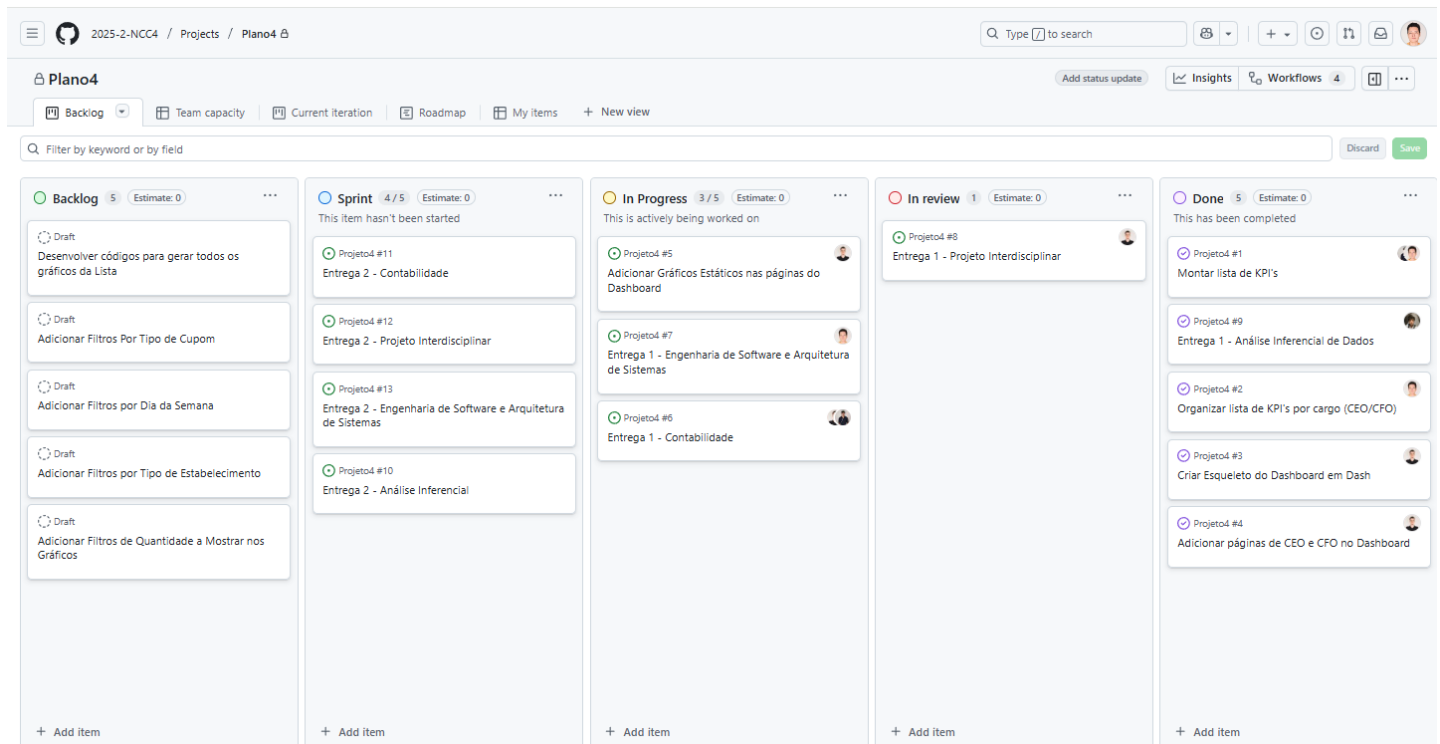 2025-2-NCC4 / Projects / Plano4
Type / to search
Plano4
Add status update
Insights
Workflows 4
Backlog
Team capacity
Current iteration
Roadmap
My items
+ New view
Filter by keyword or by field
Discard
Save
Backlog 5 Estimate: 0
Draft
Desenvolver códigos para gerar todos os
gráficos da Lista
Draft
Adicionar Filtros Por Tipo de Cupom
Draft
Adicionar Filtros por Dia da Semana
Draft
Adicionar Filtros por Tipo de Estabelecimento
Draft
Adicionar Filtros de Quantidade a Mostrar nos
Gráficos
+ Add item
Sprint 4 / 5 Estimate: 0
This item hasn't been started
Projeto4 #11
Entrega 2 - Contabilidade
Projeto4 #12
Entrega 2 - Projeto Interdisciplinar
Projeto4 #13
Entrega 2 - Engenharia de Software e Arquitetura
de Sistemas
Projeto4 #10
Entrega 2 - Análise Inferencial
+ Add item
In Progress 3 / 5 Estimate: 0
This is actively being worked on
Projeto4 #5
Adicionar Gráficos Estáticos nas páginas do
Dashboard
Projeto4 #7
Entrega 1 - Engenharia de Software e Arquitetura
de Sistemas
Projeto4 #6
Entrega 1 - Contabilidade
+ Add item
In review 1 Estimate: 0
Projeto4 #8
Entrega 1 - Projeto Interdisciplinar
+ Add item
Done 5 Estimate: 0
This has been completed
Projeto4 #1
Montar lista de KPI's
Projeto4 #9
Entrega 1 - Análise Inferencial de Dados
Projeto4 #2
Organizar lista de KPI's por cargo (CEO/CFO)
Projeto4 #3
Criar Esqueleto do Dashboard em Dash
Projeto4 #4
Adicionar páginas de CEO e CFO no Dashboard
+ Add item